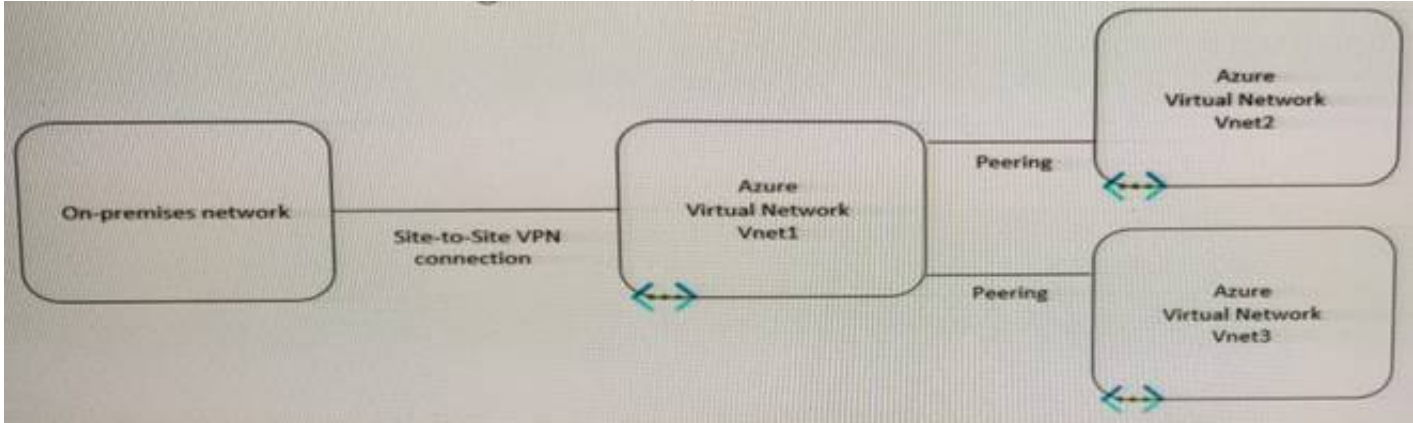 On-premises network
Site-to-Site VPN
connection
Azure
Virtual Network
Vnet1
Peering
Azure
Virtual Network
Vnet2
Peering
Azure
Virtual Network
Vnet3